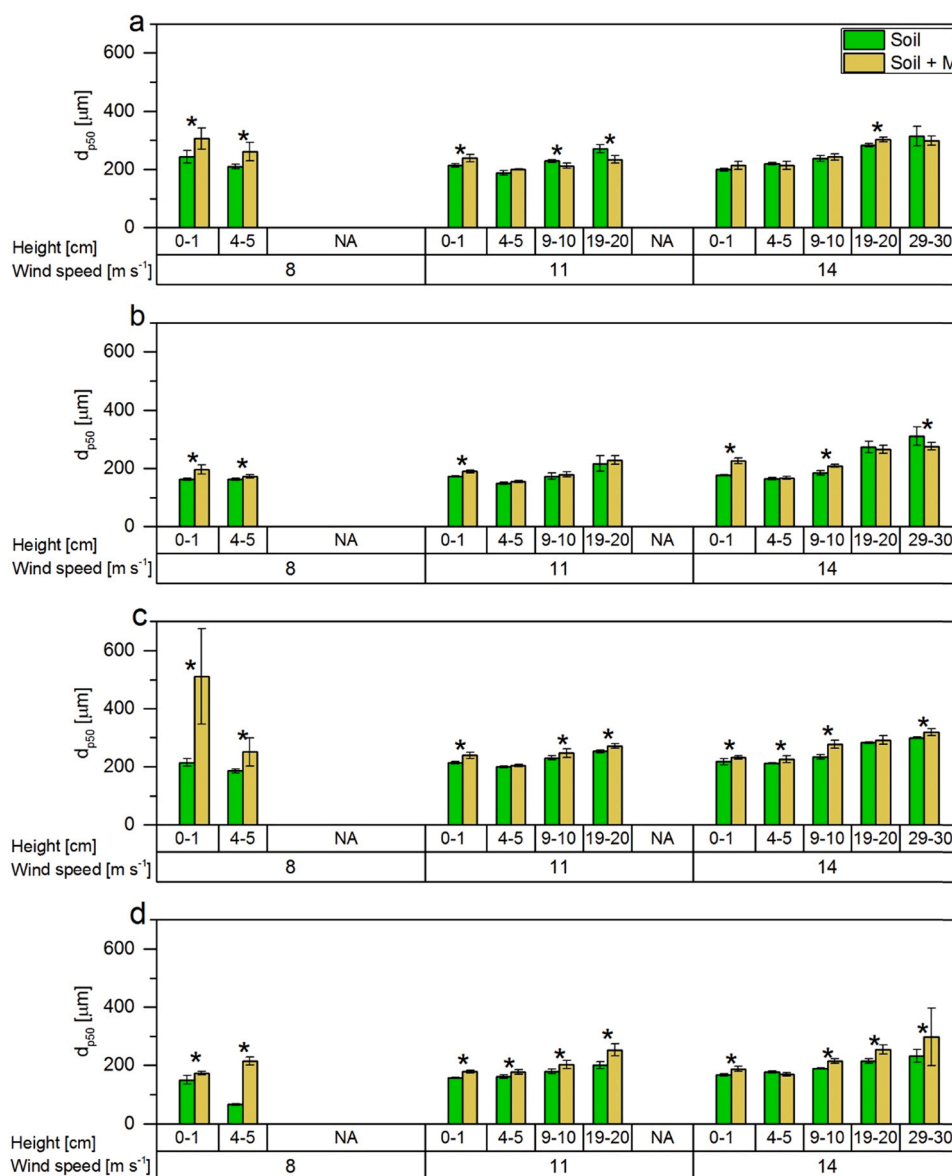 a
Soil
Soil + M
600
400
200
0
d_p50 [µm]
* * * * * *
Height [cm] 0-1 4-5 NA 0-1 4-5 9-10 19-20 NA 0-1 4-5 9-10 19-20 29-30
Wind speed [m s⁻¹] 8 11 14
b
600
400
200
0
d_p50 [µm]
* * * * * *
Height [cm] 0-1 4-5 NA 0-1 4-5 9-10 19-20 NA 0-1 4-5 9-10 19-20 29-30
Wind speed [m s⁻¹] 8 11 14
c
600
400
200
0
d_p50 [µm]
* * * * * * * * *
Height [cm] 0-1 4-5 NA 0-1 4-5 9-10 19-20 NA 0-1 4-5 9-10 19-20 29-30
Wind speed [m s⁻¹] 8 11 14
d
600
400
200
0
d_p50 [µm]
* * * * * * * * * *
Height [cm] 0-1 4-5 NA 0-1 4-5 9-10 19-20 NA 0-1 4-5 9-10 19-20 29-30
Wind speed [m s⁻¹] 8 11 14